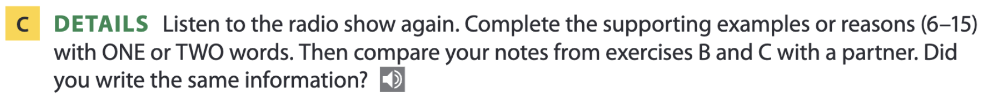 C DETAILS Listen to the radio show again. Complete the supporting examples or reasons (6–15)
with ONE or TWO words. Then compare your notes from exercises B and C with a partner. Did
you write the same information?